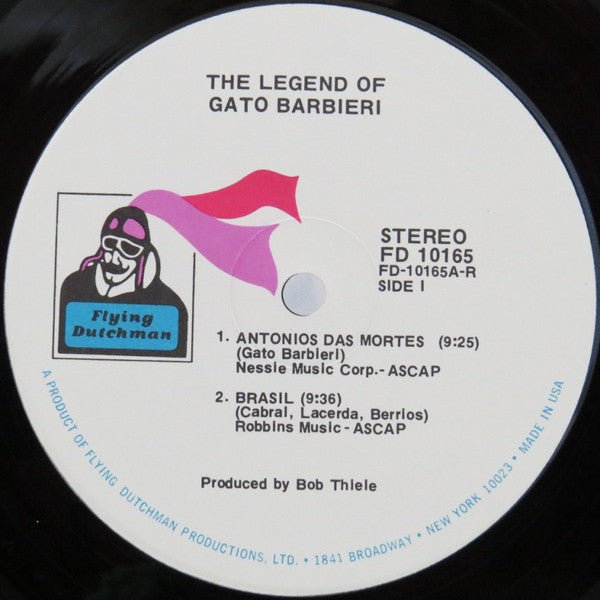 THE LEGEND OF
GATO BARBIERI
Flying
Dutchman
STEREO
FD 10165
FD-10165A-R
SIDE I
1. ANTONIOS DAS MORTES (9:25)
(Gato Barbieri)
Nessie Music Corp.-ASCAP
2. BRASIL (9:36)
(Cabral, Lacerda, Berrios)
Robbins Music-ASCAP
Produced by Bob Thiele
A PRODUCT OF FLYING DUTCHMAN PRODUCTIONS, LTD. • 1841 BROADWAY • NEW YORK 10023 • MADE IN USA